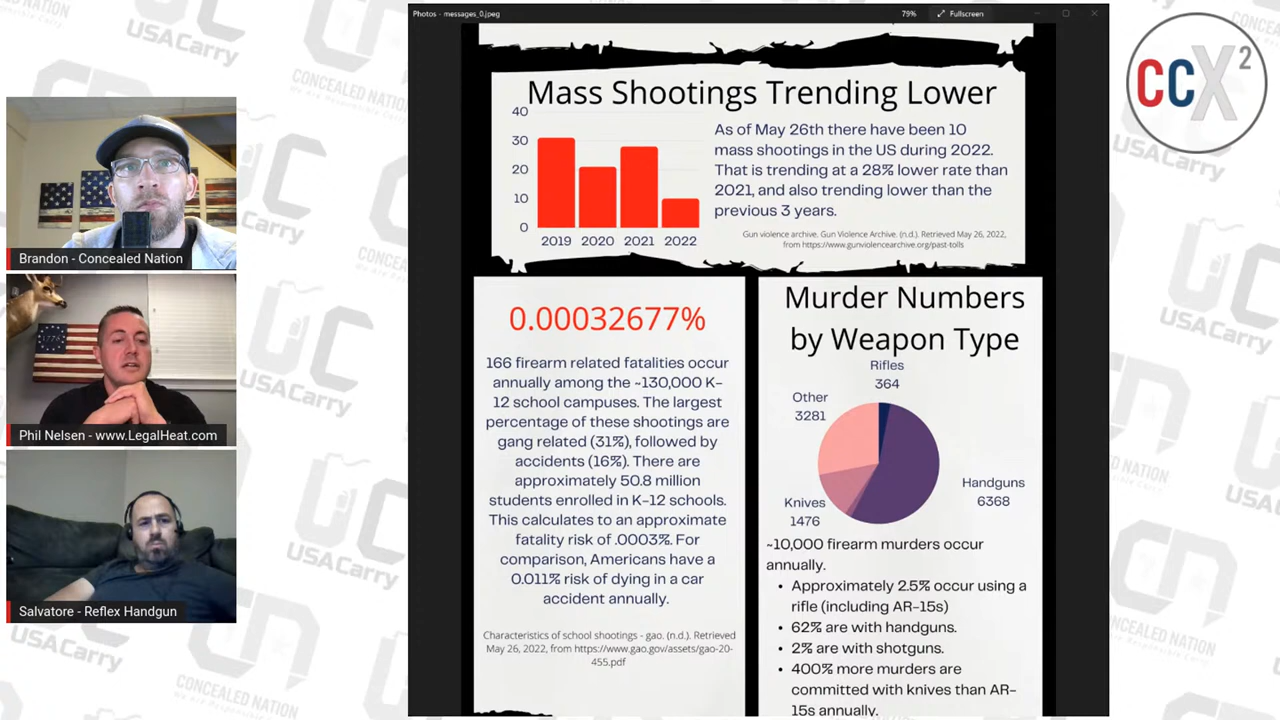 Photos - messages_0.jpeg
79%
Fullscreen
Mass Shootings Trending Lower
40
30
20
10
0
2019 2020 2021 2022
As of May 26th there have been 10
mass shootings in the US during 2022.
That is trending at a 28% lower rate than
2021, and also trending lower than the
previous 3 years.
Gun violence archive. Gun Violence Archive. (n.d.). Retrieved May 26, 2022,
from https://www.gunviolencearchive.org/past-tolls
0.00032677%
166 firearm related fatalities occur
annually among the ~130,000 K-
12 school campuses. The largest
percentage of these shootings are
gang related (31%), followed by
accidents (16%). There are
approximately 50.8 million
students enrolled in K-12 schools.
This calculates to an approximate
fatality risk of .0003%. For
comparison, Americans have a
0.011% risk of dying in a car
accident annually.
Characteristics of school shootings - gao. (n.d.). Retrieved
May 26, 2022, from https://www.gao.gov/assets/gao-20-
455.pdf
Murder Numbers
by Weapon Type
Rifles
364
Other
3281
Handguns
6368
Knives
1476
~10,000 firearm murders occur
annually.
• Approximately 2.5% occur using a
rifle (including AR-15s)
• 62% are with handguns.
• 2% are with shotguns.
• 400% more murders are
committed with knives than AR-
15s annually.
Brandon - Concealed Nation
Phil Nelsen - www.LegalHeat.com
Salvatore - Reflex Handgun
CCX2
USACarry
CONCEALED NATION
USACarry
USACarry
CONCEALED NATION
USACarry
USACarry
USACarry